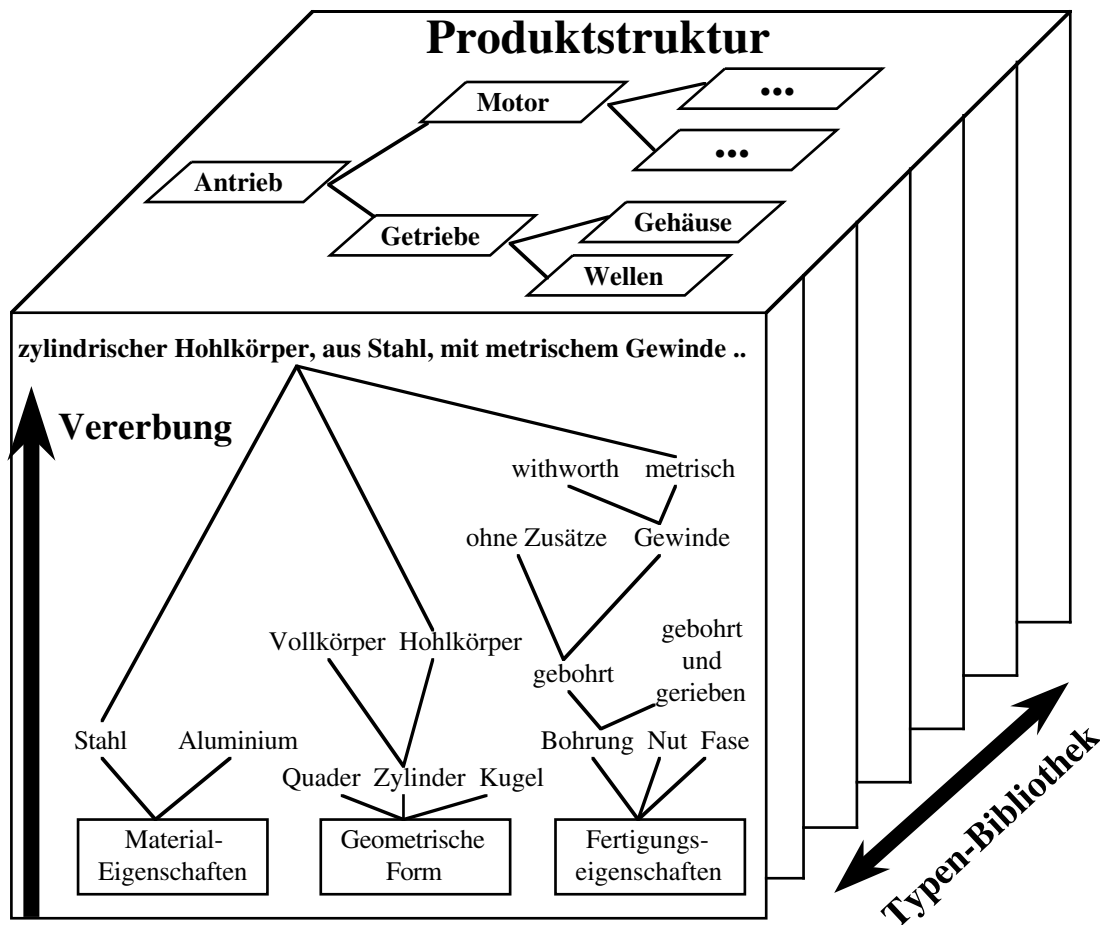 Produktstruktur
Motor
•••
•••
Antrieb
Getriebe
Gehäuse
Wellen
zylindrischer Hohlkörper, aus Stahl, mit metrischem Gewinde ..
Vererbung
withworth metrisch
ohne Zusätze Gewinde
Vollkörper Hohlkörper
gebohrt
gebohrt
und
gerieben
Stahl Aluminium
Bohrung Nut Fase
Quader Zylinder Kugel
Material-
Eigenschaften
Geometrische
Form
Fertigungs-
eigenschaften
Typen-Bibliothek